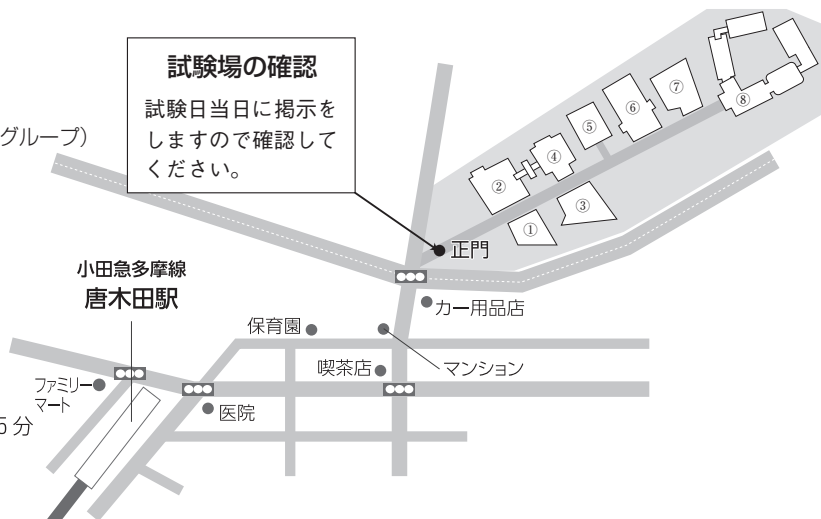 試験場の確認
試験日当日に掲示を
しますので確認して
ください。
グループ）
⑧
⑦
⑥
⑤
④
②
③
①
正門
小田急多摩線
唐木田駅
カー用品店
保育園
喫茶店
マンション
ファミリー
マート
医院
5分